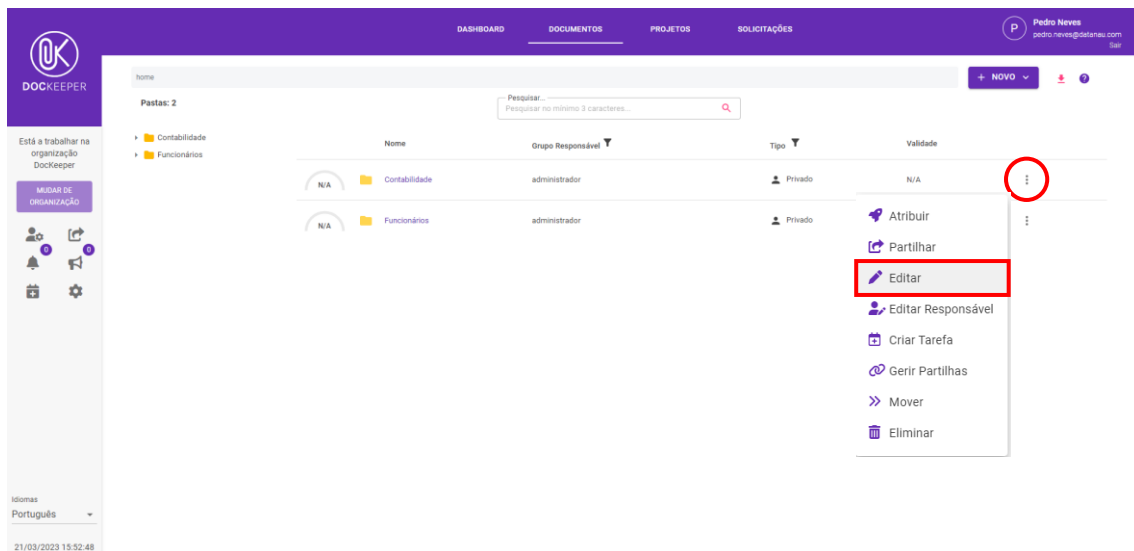 DASHBOARD
DOCUMENTOS
PROJETOS
SOLICITAÇÕES
P
Pedro Neves
pedro.neves@datanau.com
Sair
DOCKEEPER
home
+ NOVO
?
Pastas: 2
Pesquisar...
Pesquisar no mínimo 3 caracteres...
Está a trabalhar na
organização
DocKeeper
MUDAR DE
ORGANIZAÇÃO
0
0
Contabilidade
Funcionários
Nome
Grupo Responsável
Tipo
Validade
N/A
Contabilidade
administrador
Privado
N/A
N/A
Funcionários
administrador
Privado
Atribuir
Partilhar
Editar
Editar Responsável
Criar Tarefa
Gerir Partilhas
Mover
Eliminar
Idiomas
Português
21/03/2023 15:52:48